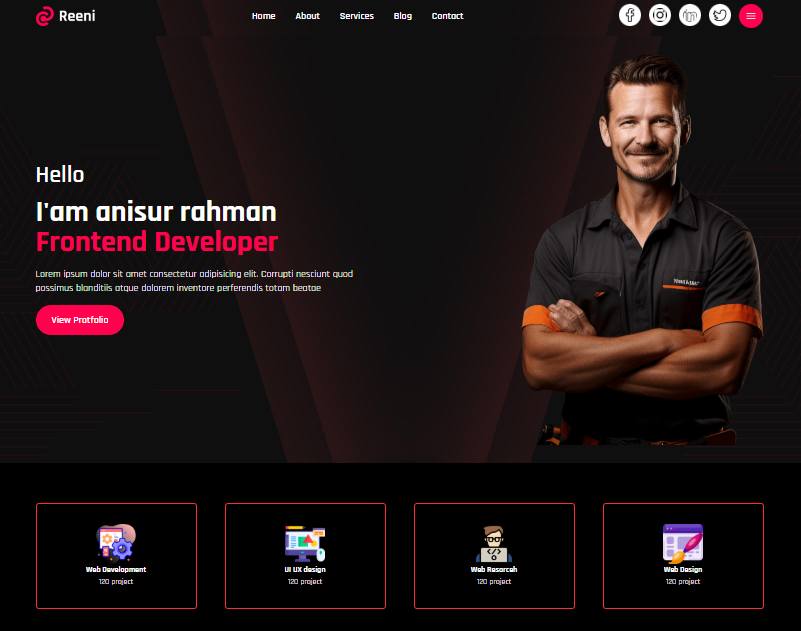 Reeni
Home About Services Blog Contact
Hello
I'am anisur rahman
Frontend Developer
Lorem ipsum dolor sit amet consectetur adipisicing elit. Corrupti nesciunt quod
possimus blanditiis atque dolorem inventore perferendis totam beatae
View Protfolio
Web Development
120 project
UI UX design
120 project
Web Resarceh
120 project
Web Design
120 project